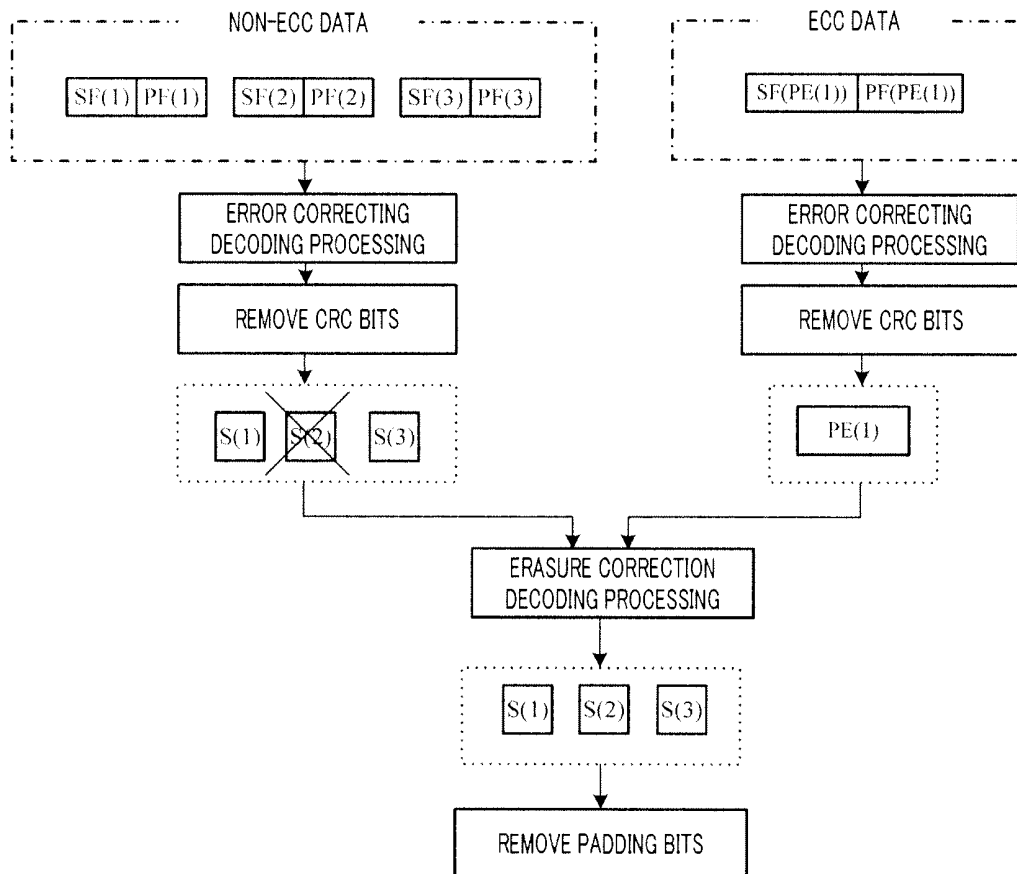 NON-ECC DATA
SF(1) PF(1) SF(2) PF(2) SF(3) PF(3)
ERROR CORRECTING
DECODING PROCESSING
REMOVE CRC BITS
S(1) S(2) S(3)
ECC DATA
SF(PE(1)) PF(PE(1))
ERROR CORRECTING
DECODING PROCESSING
REMOVE CRC BITS
PE(1)
ERASURE CORRECTION
DECODING PROCESSING
S(1) S(2) S(3)
REMOVE PADDING BITS